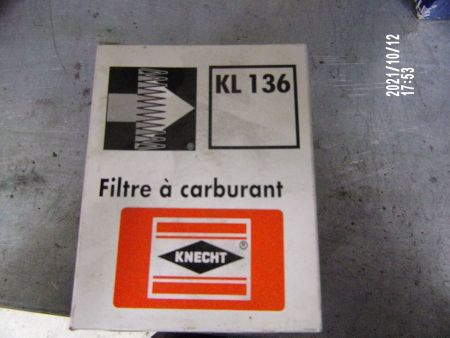 KL 136
®
Filtre à carburant
KNECHT
®
2021/10/12
17:53